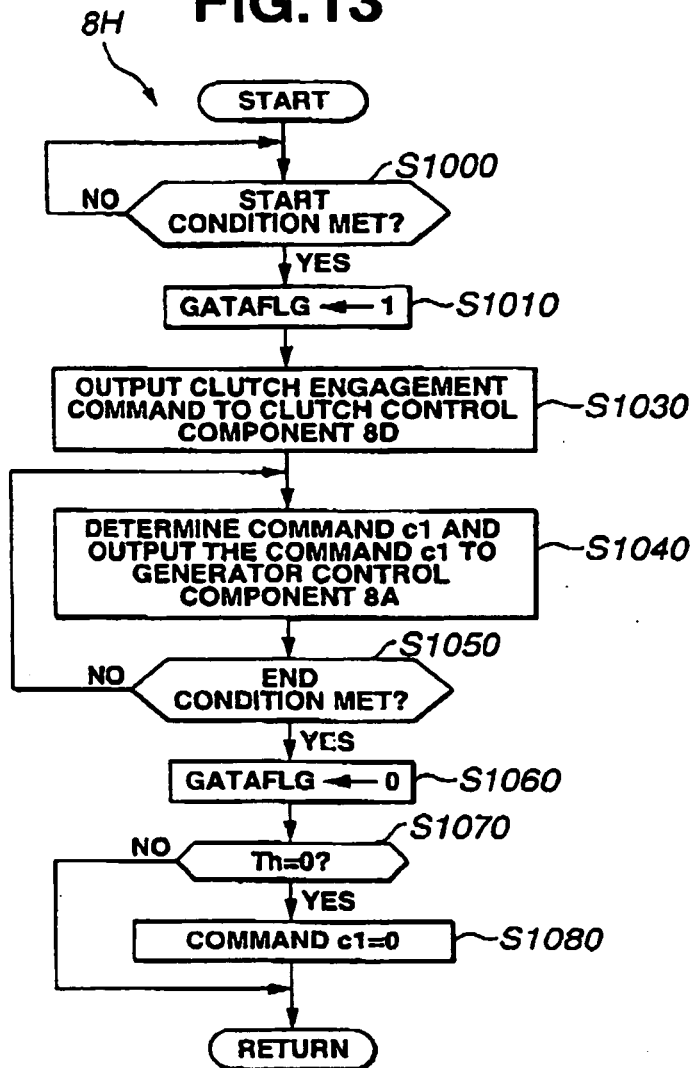 FIG.13
8H
START
S1000
NO
START
CONDITION MET?
YES
GATAFLG ← 1
S1010
OUTPUT CLUTCH ENGAGEMENT
COMMAND TO CLUTCH CONTROL
COMPONENT 8D
S1030
DETERMINE COMMAND c1 AND
OUTPUT THE COMMAND c1 TO
GENERATOR CONTROL
COMPONENT 8A
S1040
S1050
NO
END
CONDITION MET?
YES
GATAFLG ← 0
S1060
S1070
NO
Th=0?
YES
COMMAND c1=0
S1080
RETURN